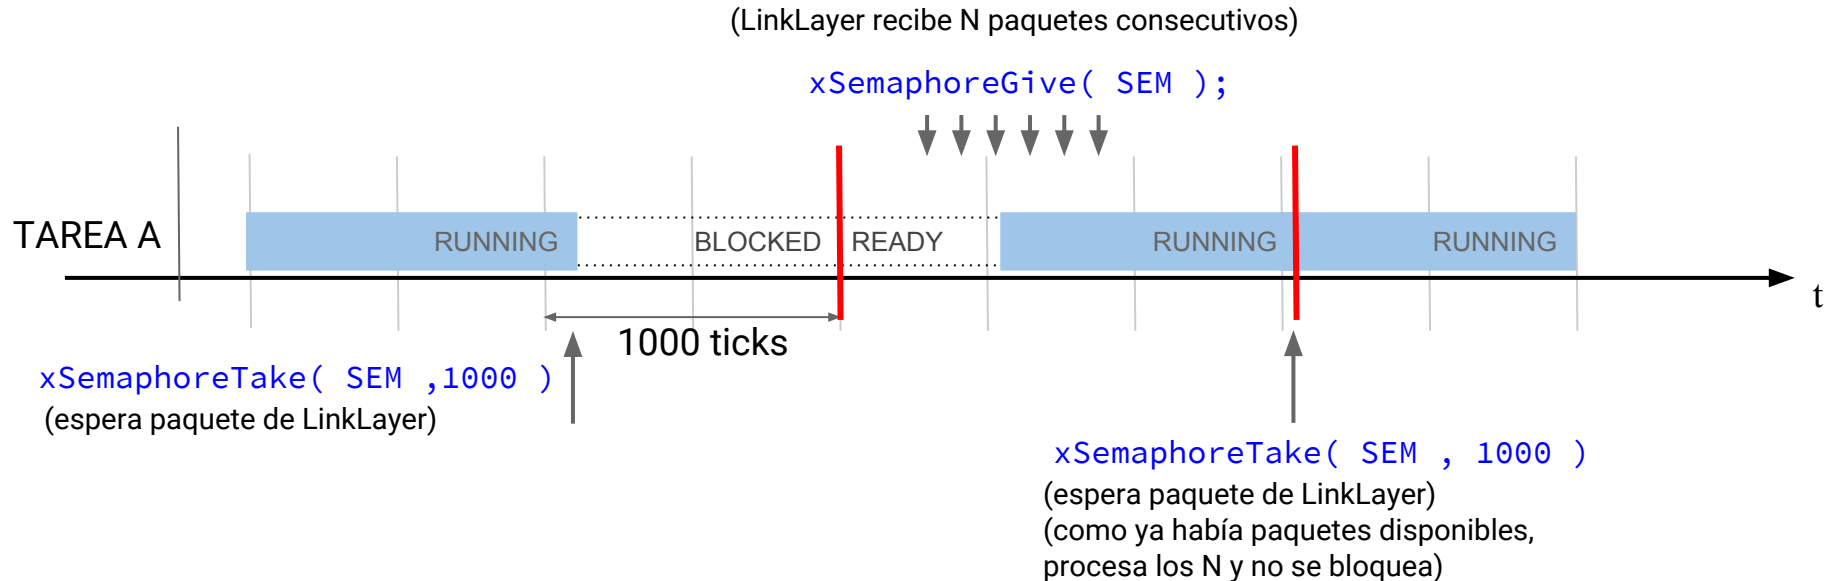 (LinkLayer recibe N paquetes consecutivos)
xSemaphoreGive( SEM );
TAREA A
RUNNING
BLOCKED
READY
RUNNING
RUNNING
t
1000 ticks
xSemaphoreTake( SEM ,1000 )
(espera paquete de LinkLayer)
xSemaphoreTake( SEM , 1000 )
(espera paquete de LinkLayer)
(como ya había paquetes disponibles,
procesa los N y no se bloquea)